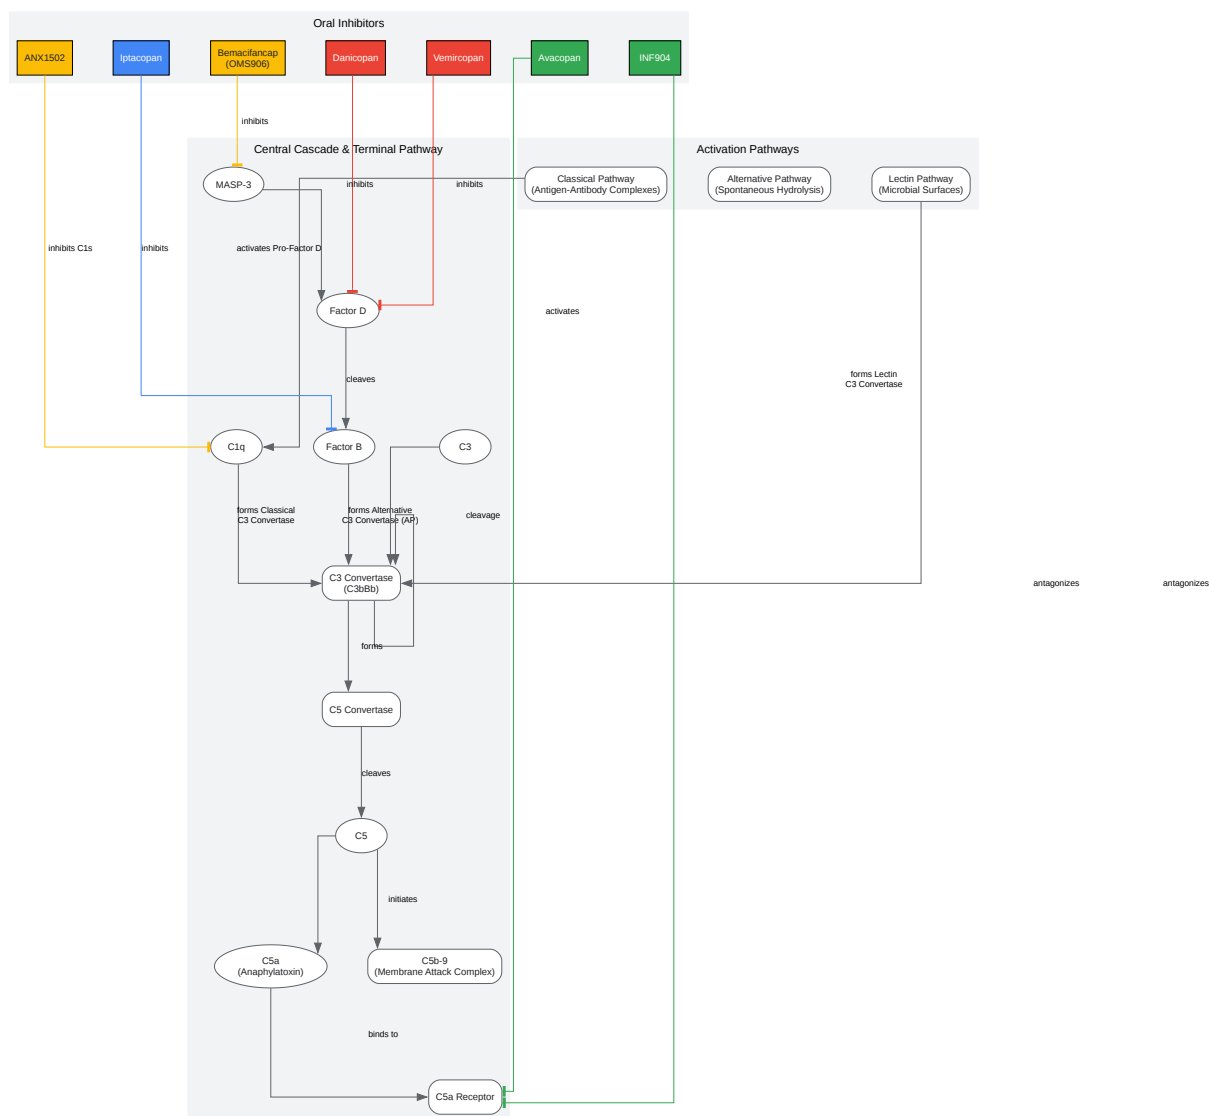 Oral Inhibitors
ANX1502
Iptacopan
Bemacifancap
(OMS906)
Danicopan
Vemircopan
Avacopan
INF904
inhibits
Central Cascade & Terminal Pathway
Activation Pathways
MASP-3
inhibits
inhibits
Classical Pathway
(Antigen-Antibody Complexes)
Alternative Pathway
(Spontaneous Hydrolysis)
Lectin Pathway
(Microbial Surfaces)
inhibits C1s
inhibits
activates Pro-Factor D
Factor D
activates
cleaves
forms Lectin
C3 Convertase
C1q
Factor B
C3
forms Classical
C3 Convertase
forms Alternative
C3 Convertase (AP)
cleavage
C3 Convertase
(C3bBb)
antagonizes
antagonizes
forms
C5 Convertase
cleaves
C5
initiates
C5a
(Anaphylatoxin)
C5b-9
(Membrane Attack Complex)
binds to
C5a Receptor